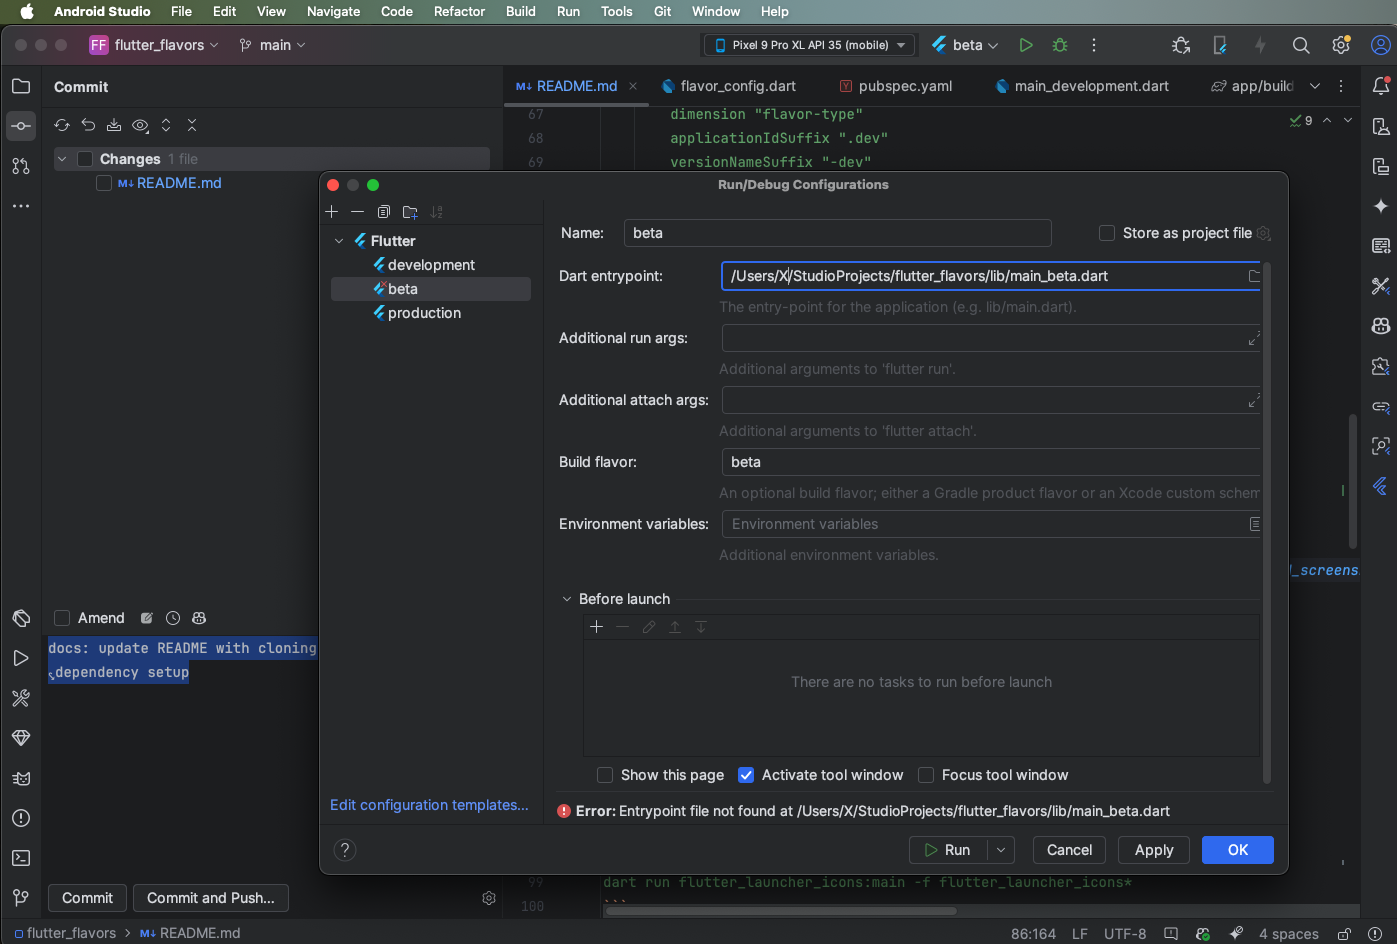 Android Studio File Edit View Navigate Code Refactor Build Run Tools Git Window Help
FF flutter_flavors main Pixel 9 Pro XL API 35 (mobile) beta
Commit
README.md flavor_config.dart pubspec.yaml main_development.dart app/build
67 dimension "flavor-type"
68 applicationIdSuffix ".dev"
69 versionNameSuffix "-dev"
9
Changes 1 file
M↓ README.md
Run/Debug Configurations
Flutter
development
beta
production
Edit configuration templates...
Name: beta Store as project file
Dart entrypoint: /Users/X/StudioProjects/flutter_flavors/lib/main_beta.dart
The entry-point for the application (e.g. lib/main.dart).
Additional run args:
Additional arguments to 'flutter run'.
Additional attach args:
Additional arguments to 'flutter attach'.
Build flavor: beta
An optional build flavor; either a Gradle product flavor or an Xcode custom schem
Environment variables: Environment variables
Additional environment variables.
Before launch
There are no tasks to run before launch
Show this page Activate tool window Focus tool window
Error: Entrypoint file not found at /Users/X/StudioProjects/flutter_flavors/lib/main_beta.dart
? Run Cancel Apply OK
_screens
Amend
docs: update README with cloning
dependency setup
Commit Commit and Push...
99 dart run flutter_launcher_icons:main -f flutter_launcher_icons*
100 ```
flutter_flavors > M↓ README.md 86:164 LF UTF-8 4 spaces